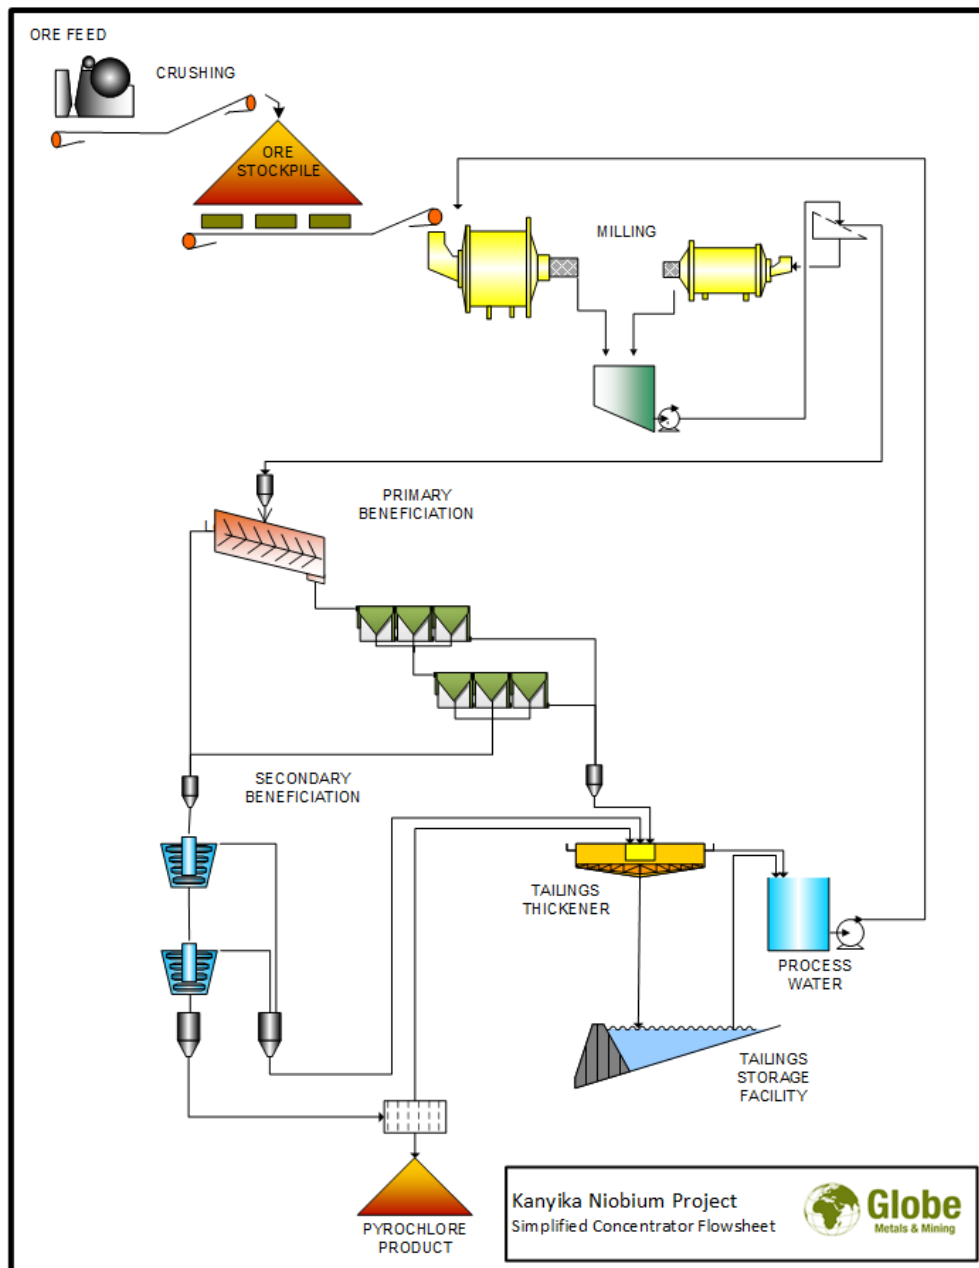 ORE FEED
CRUSHING
ORE
STOCKPILE
MILLING
PRIMARY
BENEFICIATION
SECONDARY
BENEFICIATION
TAILINGS
THICKENER
PROCESS
WATER
TAILINGS
STORAGE
FACILITY
PYROCHLORE
PRODUCT
Kanyika Niobium Project
Simplified Concentrator Flowsheet
Globe
Metals & Mining